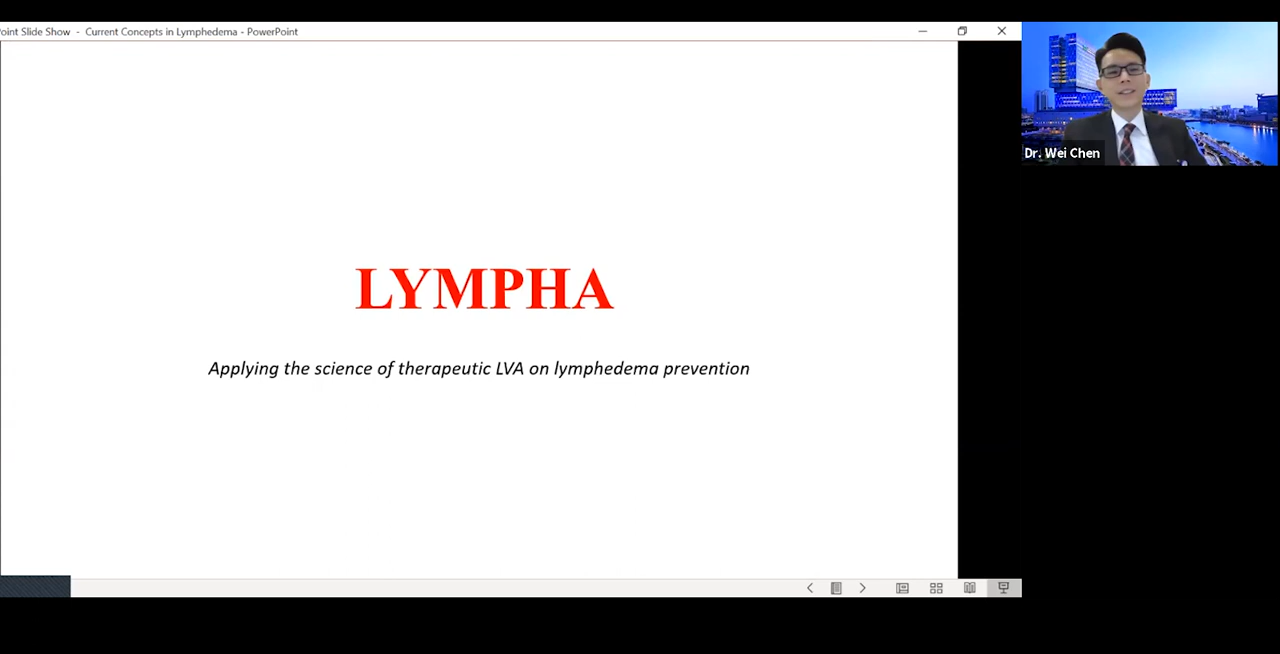 oint Slide Show - Current Concepts in Lymphedema - PowerPoint
Dr. Wei Chen
LYMPHA
Applying the science of therapeutic LVA on lymphedema prevention